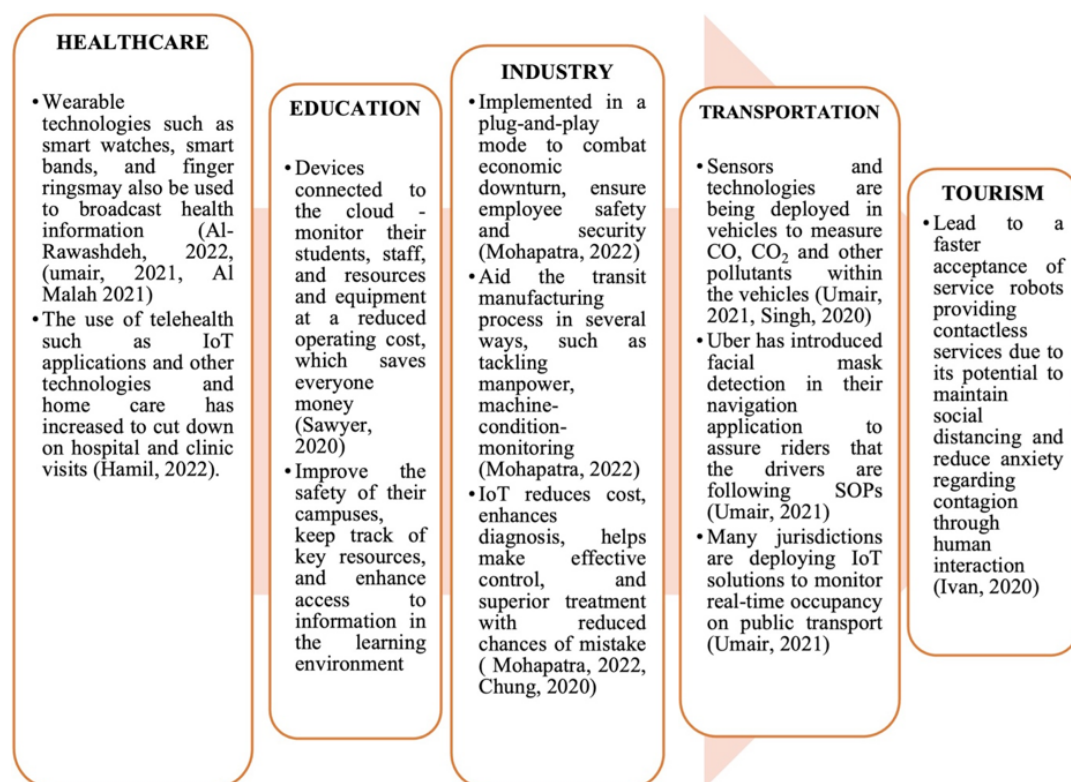 HEALTHCARE
• Wearable
technologies such as
smart watches, smart
bands, and finger
ringsmay also be used
to broadcast health
information (Al-
Rawashdeh, 2022,
(umair, 2021, Al
Malah 2021)
• The use of telehealth
such as IoT
applications and other
technologies and
home care has
increased to cut down
on hospital and clinic
visits (Hamil, 2022).
EDUCATION
• Devices
connected to
the cloud -
monitor their
students, staff,
and resources
and equipment
at a reduced
operating cost,
which saves
everyone
money
(Sawyer,
2020)
• Improve the
safety of their
campuses,
keep track of
key resources,
and enhance
access to
information in
the learning
environment
INDUSTRY
• Implemented in a
plug-and-play
mode to combat
economic
downturn, ensure
employee safety
and security
(Mohapatra, 2022)
• Aid the transit
manufacturing
process in several
ways, such as
tackling
manpower,
machine-
condition-
monitoring
(Mohapatra, 2022)
• IoT reduces cost,
enhances
diagnosis, helps
make effective
control, and
superior treatment
with reduced
chances of mistake
( Mohapatra, 2022,
Chung, 2020)
TRANSPORTATION
• Sensors and
technologies are
being deployed in
vehicles to measure
CO, CO₂ and other
pollutants within
the vehicles (Umair,
2021, Singh, 2020)
• Uber has introduced
facial mask
detection in their
navigation
application to
assure riders that
the drivers are
following SOPs
(Umair, 2021)
• Many jurisdictions
are deploying IoT
solutions to monitor
real-time occupancy
on public transport
(Umair, 2021)
TOURISM
• Lead to a
faster
acceptance of
service robots
providing
contactless
services due to
its potential to
maintain
social
distancing and
reduce anxiety
regarding
contagion
through
human
interaction
(Ivan, 2020)